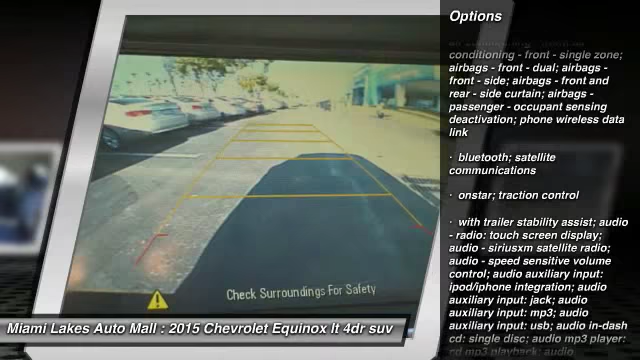 Options
conditioning - front - single zone;
airbags - front - dual; airbags -
front - side; airbags - front and
rear - side curtain; airbags -
passenger - occupant sensing
deactivation; phone wireless data
link
· bluetooth; satellite
communications
· onstar; traction control
· with trailer stability assist; audio
- radio: touch screen display;
audio - siriusxm satellite radio;
audio - speed sensitive volume
control; audio auxiliary input:
ipod/iphone integration; audio
auxiliary input: jack; audio
auxiliary input: mp3; audio
auxiliary input: usb; audio in-dash
cd: single disc; audio mp3 player:
cd mp3 playback; audio
Check Surroundings For Safety
Miami Lakes Auto Mall : 2015 Chevrolet Equinox lt 4dr suv